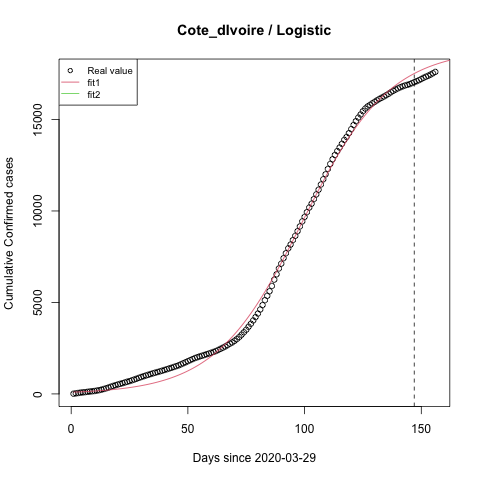 Cote_dIvoire / Logistic
Real value
fit1
fit2
Cumulative Confirmed cases
15000
10000
5000
0
0 50 100 150
Days since 2020-03-29